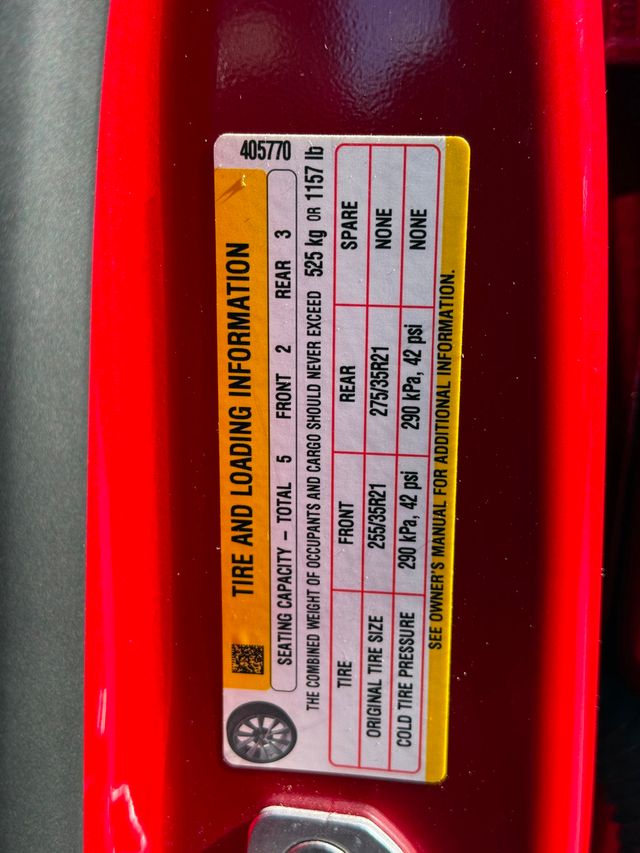 405770
TIRE AND LOADING INFORMATION
SEATING CAPACITY – TOTAL 5 FRONT 2 REAR 3
THE COMBINED WEIGHT OF OCCUPANTS AND CARGO SHOULD NEVER EXCEED 525 kg OR 1157 lb
TIRE FRONT REAR SPARE
ORIGINAL TIRE SIZE 255/35R21 275/35R21 NONE
COLD TIRE PRESSURE 290 kPa, 42 psi 290 kPa, 42 psi NONE
SEE OWNER'S MANUAL FOR ADDITIONAL INFORMATION.